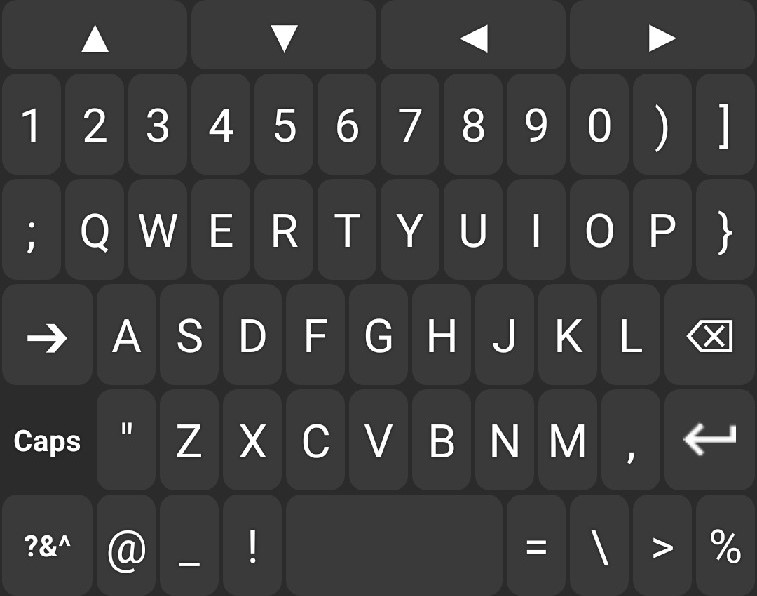 ▲ ▼ ◀ ▶
1 2 3 4 5 6 7 8 9 0 ) ]
; Q W E R T Y U I O P }
→ A S D F G H J K L ⌫
Caps " Z X C V B N M , ↵
?&^ @ _ ! = \ > %